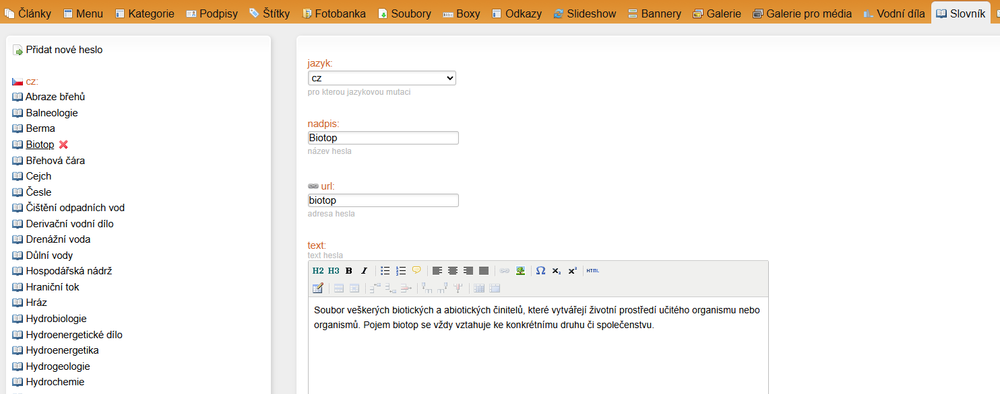 Články Menu Kategorie Podpisy Štítky Fotobanka Soubory Boxy Odkazy Slideshow Bannery Galerie Galerie pro média Vodní díla Slovník
Přidat nové heslo
cz:
Abraze břehů
Balneologie
Berma
Biotop
Břehová čára
Cejch
Česle
Čištění odpadních vod
Derivační vodní dílo
Drenážní voda
Důlní vody
Hospodářská nádrž
Hraniční tok
Hráz
Hydrobiologie
Hydroenergetické dílo
Hydroenergetika
Hydrogeologie
Hydrochemie
jazyk:
cz
pro kterou jazykovou mutaci
nadpis:
Biotop
název hesla
url:
biotop
adresa hesla
text:
text hesla
H2 H3 B I Ω x₂ x² HTML
Soubor veškerých biotických a abiotických činitelů, které vytvářejí životní prostředí učitého organismu nebo
organismů. Pojem biotop se vždy vztahuje ke konkrétnímu druhu či společenstvu.